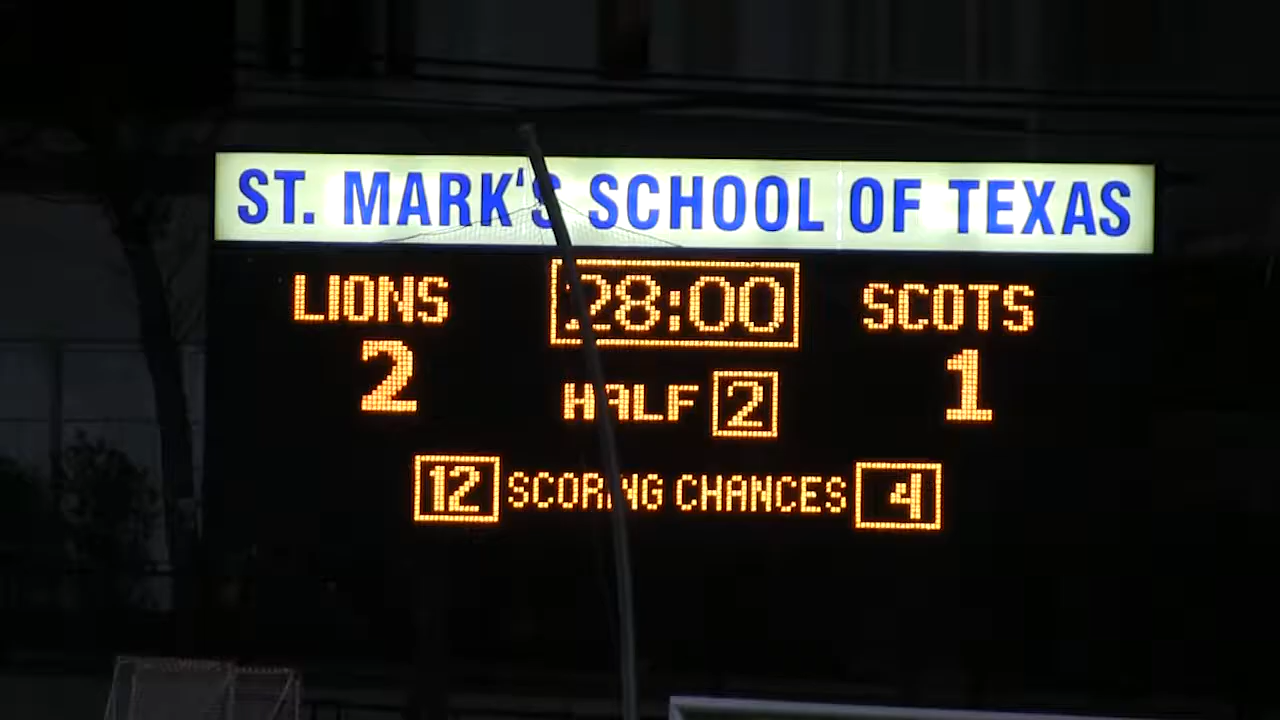 ST. MARK'S SCHOOL OF TEXAS
LIONS 28:00 SCOTS
2 HALF 2 1
12 SCORING CHANCES 4